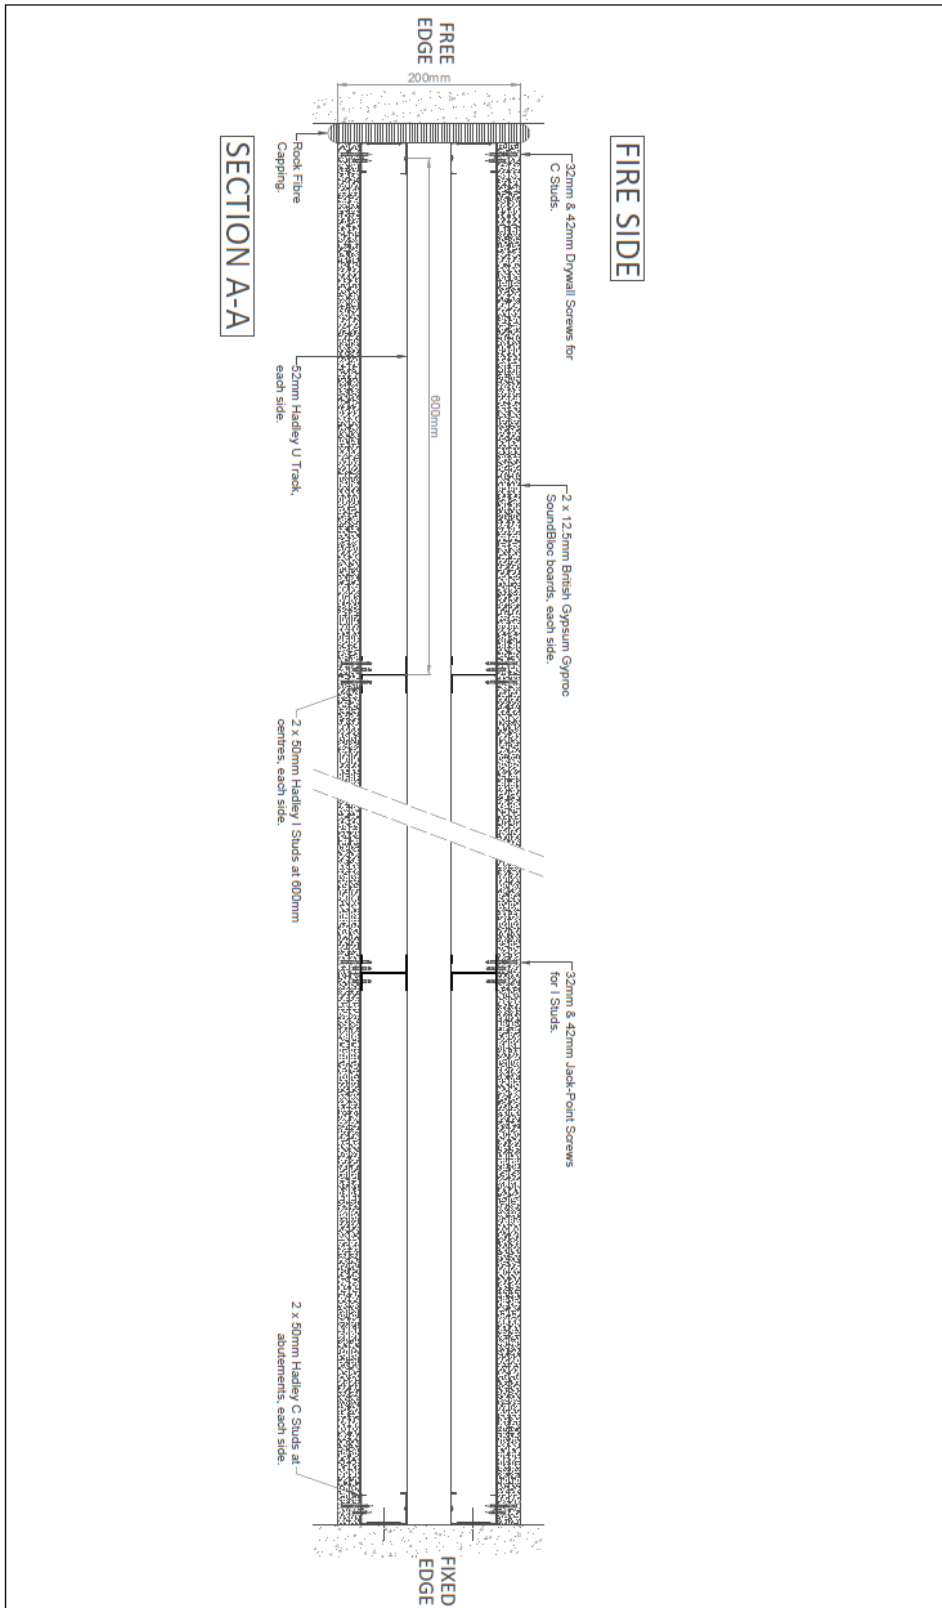 FIRE SIDE
32mm & 42mm Drywall Screws for
C Studs.
2 x 12.5mm British Gypsum Gyproc
SoundBloc boards, each side.
32mm & 42mm Jack-Point Screws
for I Studs.
FREE
EDGE
200mm
600mm
FIXED
EDGE
Rock Fibre
Capping.
52mm Hadley U Track,
each side.
2 x 50mm Hadley I Studs at 600mm
centres, each side.
2 x 50mm Hadley C Studs at
abutements, each side.
SECTION A-A